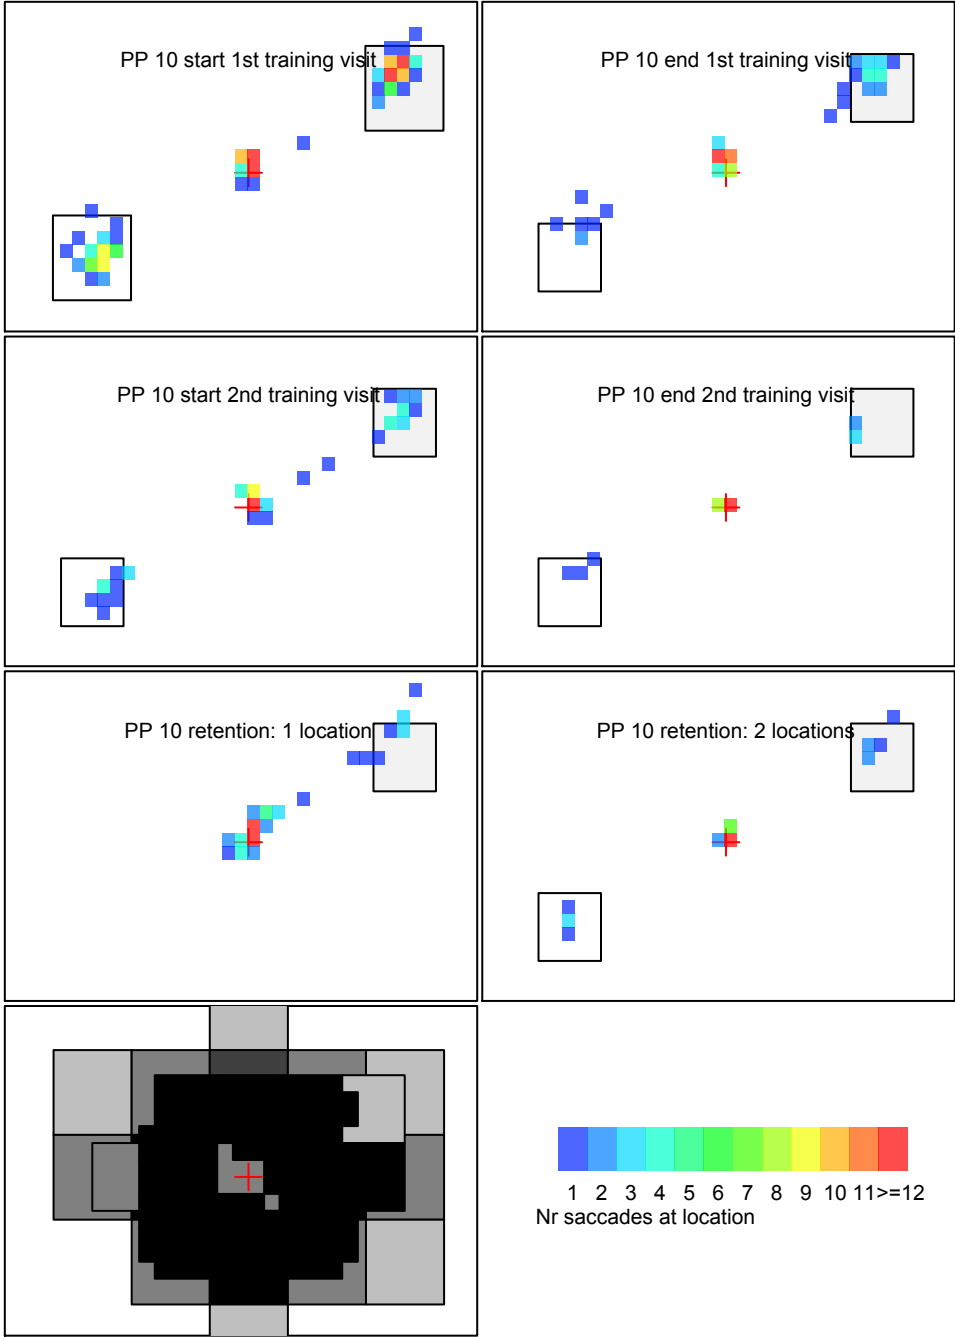 PP 10 start 1st training visit
PP 10 end 1st training visit
PP 10 start 2nd training visit
PP 10 end 2nd training visit
PP 10 retention: 1 location
PP 10 retention: 2 locations
1 2 3 4 5 6 7 8 9 10 11 >=12
Nr saccades at location